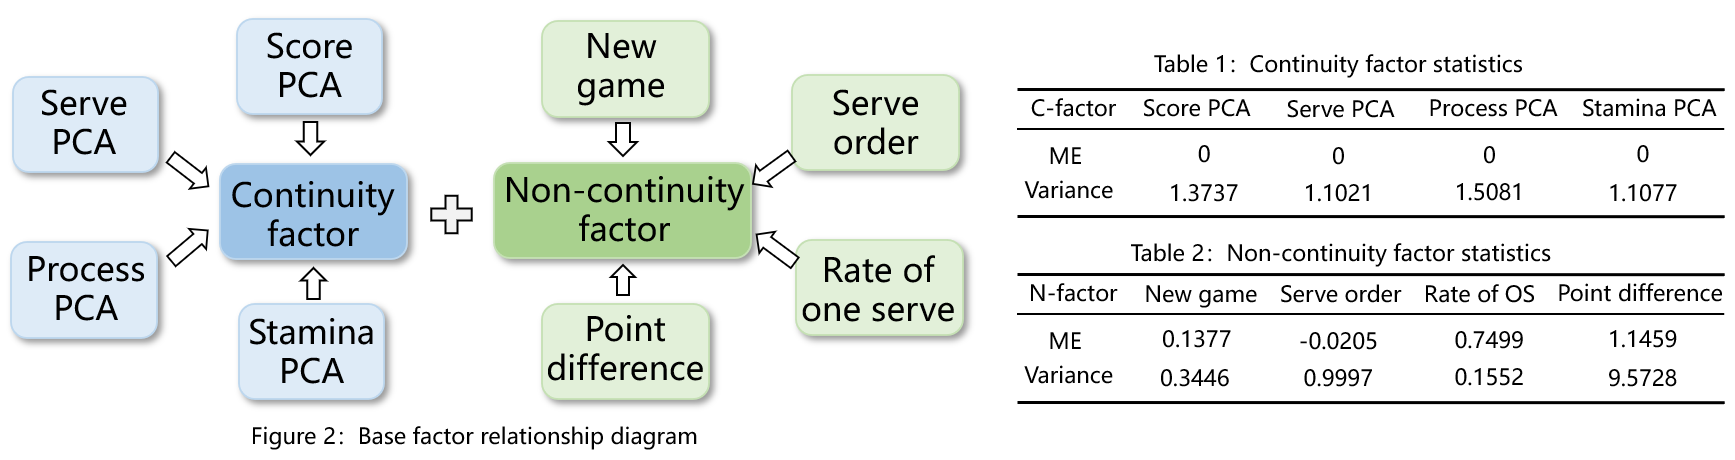 Score
PCA
Serve
PCA
Continuity
factor
Process
PCA
Stamina
PCA
New
game
Serve
order
Non-continuity
factor
Rate of
one serve
Point
difference
Figure 2: Base factor relationship diagram
Table 1: Continuity factor statistics
C-factor Score PCA Serve PCA Process PCA Stamina PCA
ME 0 0 0 0
Variance 1.3737 1.1021 1.5081 1.1077
Table 2: Non-continuity factor statistics
N-factor New game Serve order Rate of OS Point difference
ME 0.1377 -0.0205 0.7499 1.1459
Variance 0.3446 0.9997 0.1552 9.5728